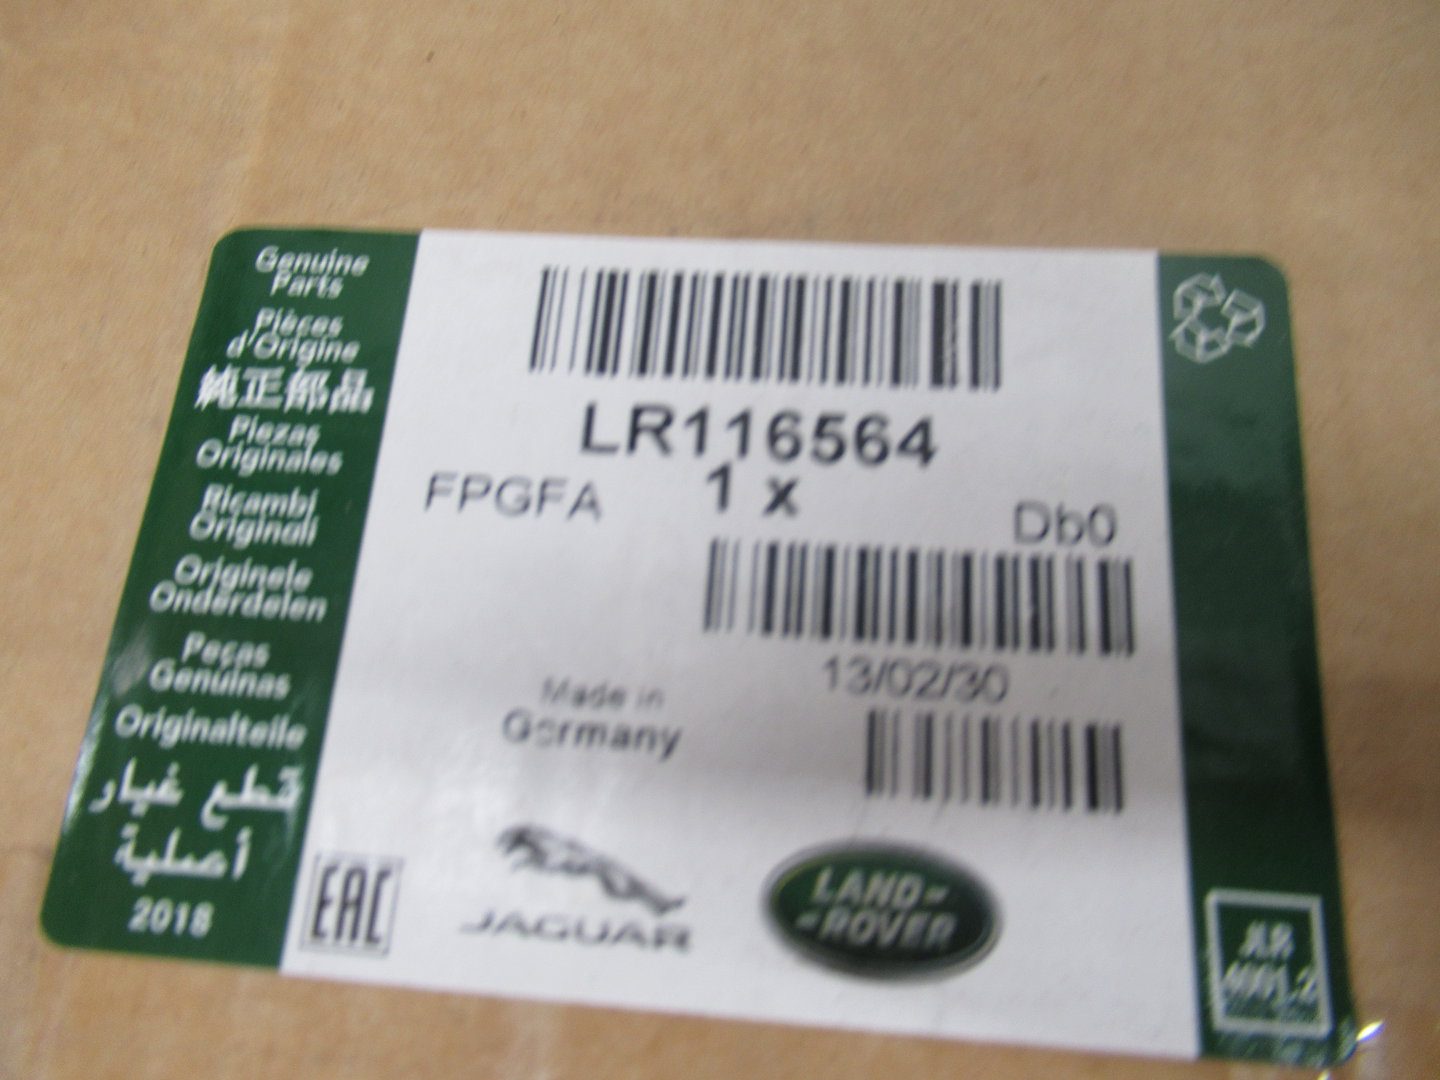 Genuine
Parts
Pièces
d'Origine
純正部品
Piezas
Originales
Ricambi
Originali
Originele
Onderdelen
Peças
Genuínas
Originalteile
قطع غيار
أصلية
2018
LR116564
FPGFA
1 x
Db0
13/02/30
Made in
Germany
EAC
JAGUAR
LAND-
-ROVER
JLR